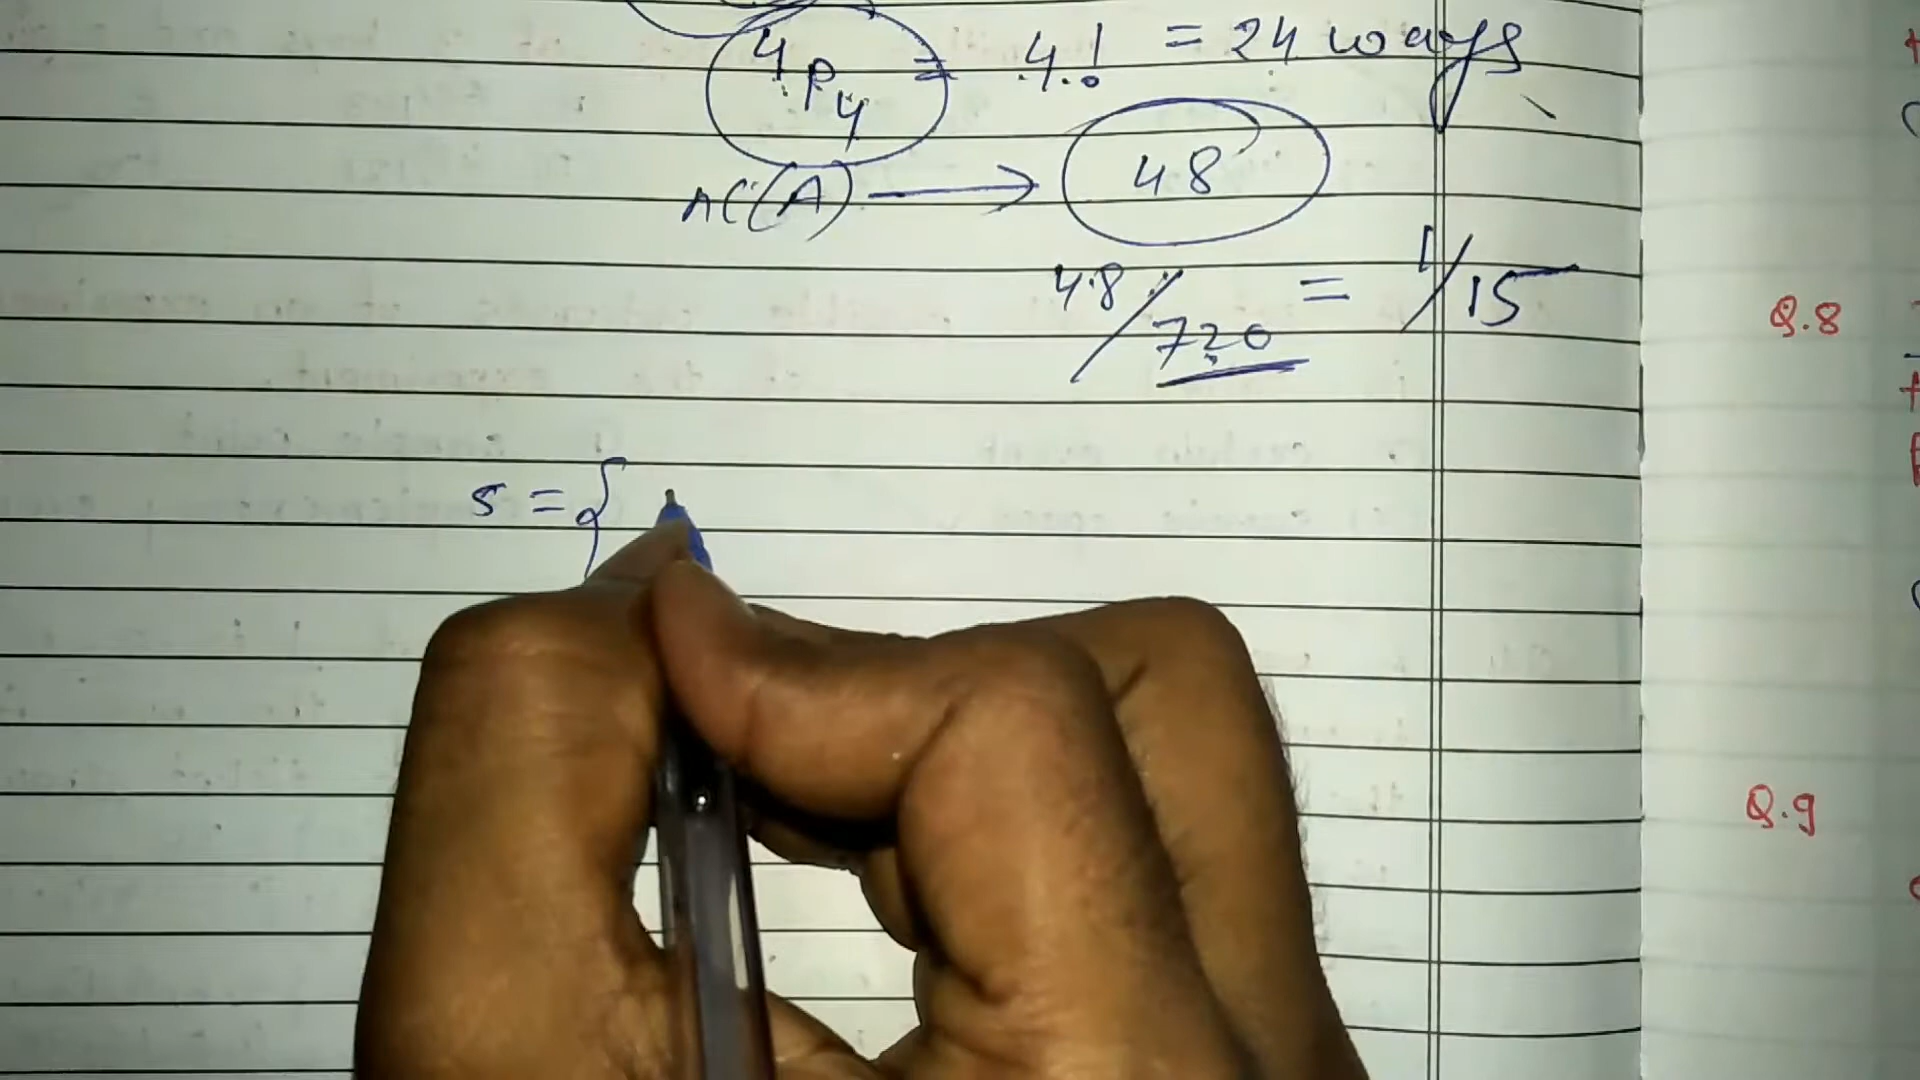 4P4 = 4! = 24 ways
n(A) → 48
48/720 = 1/15
Q.8
S = {
Q.9